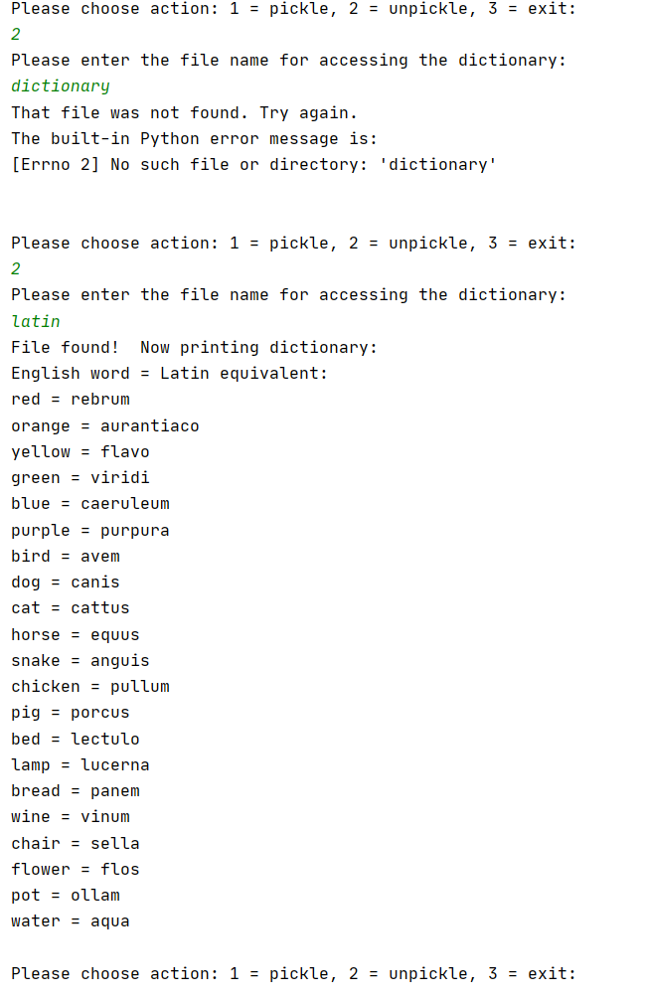 Please choose action: 1 = pickle, 2 = unpickle, 3 = exit:
2
Please enter the file name for accessing the dictionary:
dictionary
That file was not found. Try again.
The built-in Python error message is:
[Errno 2] No such file or directory: 'dictionary'
Please choose action: 1 = pickle, 2 = unpickle, 3 = exit:
2
Please enter the file name for accessing the dictionary:
latin
File found!  Now printing dictionary:
English word = Latin equivalent:
red = rebrum
orange = aurantiaco
yellow = flavo
green = viridi
blue = caeruleum
purple = purpura
bird = avem
dog = canis
cat = cattus
horse = equus
snake = anguis
chicken = pullum
pig = porcus
bed = lectulo
lamp = lucerna
bread = panem
wine = vinum
chair = sella
flower = flos
pot = ollam
water = aqua
Please choose action: 1 = pickle, 2 = unpickle, 3 = exit: